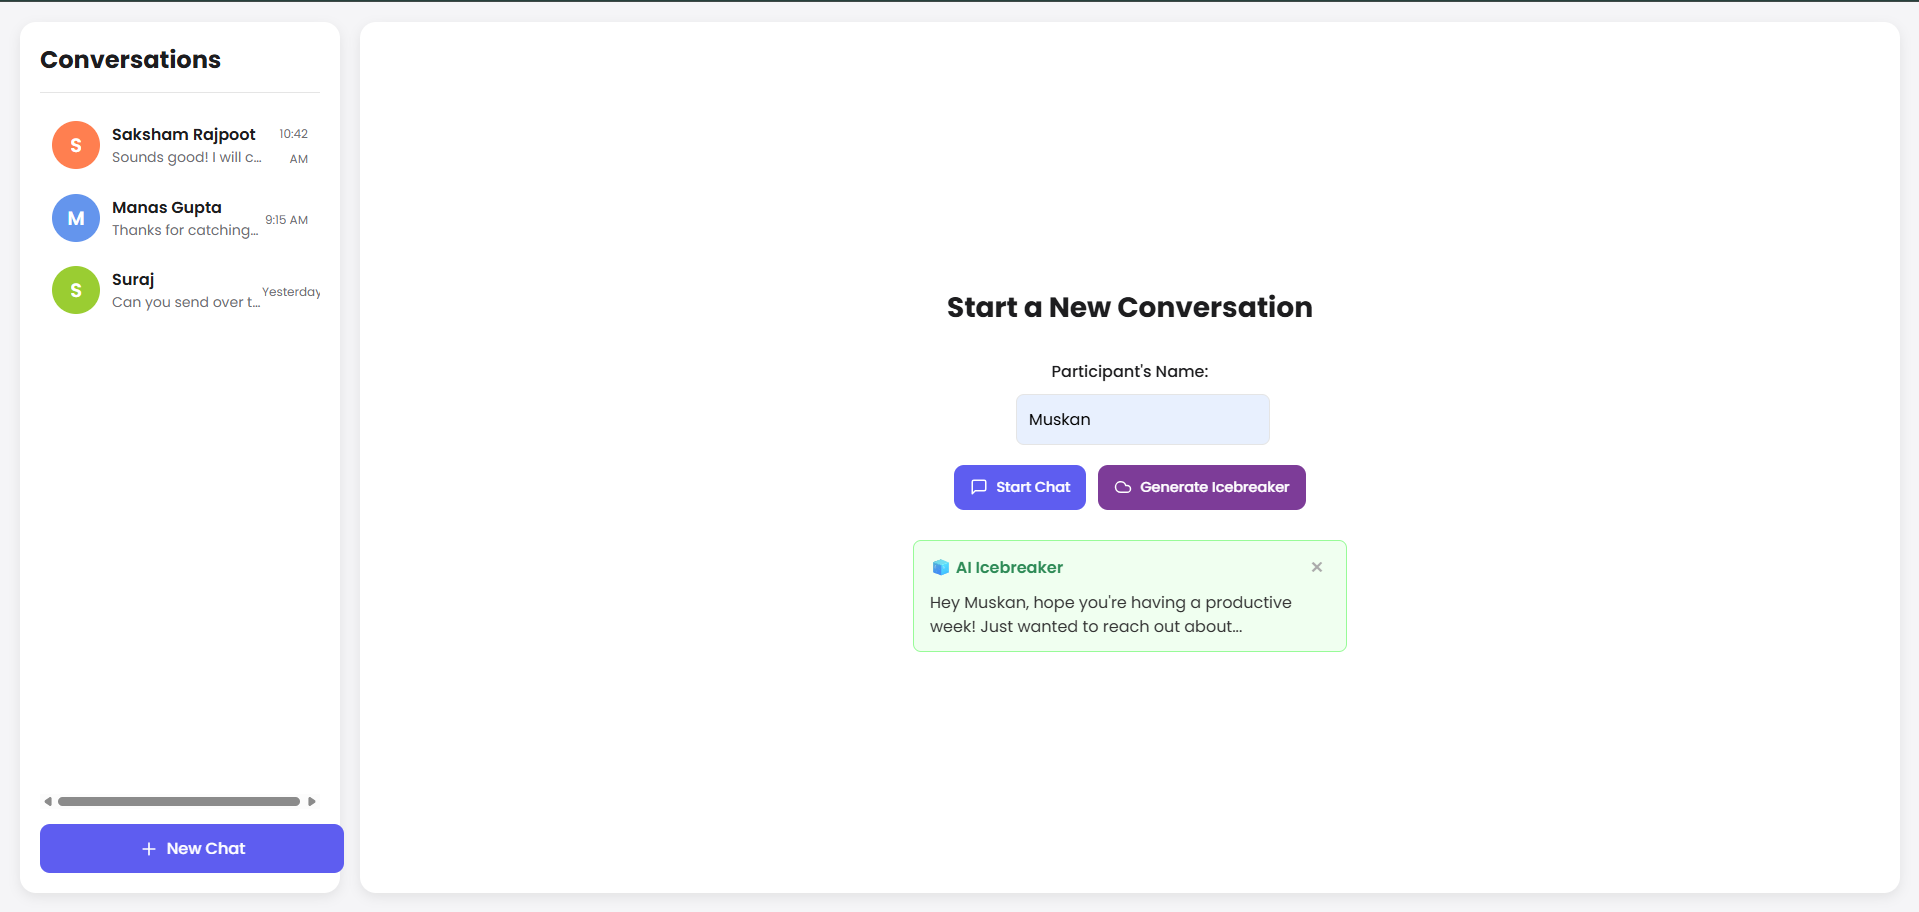 Conversations
S
Saksham Rajpoot
10:42 AM
Sounds good! I will c...
M
Manas Gupta
9:15 AM
Thanks for catching...
S
Suraj
Yesterday
Can you send over t...
New Chat
Start a New Conversation
Participant's Name:
Muskan
Start Chat
Generate Icebreaker
AI Icebreaker
Hey Muskan, hope you're having a productive
week! Just wanted to reach out about...